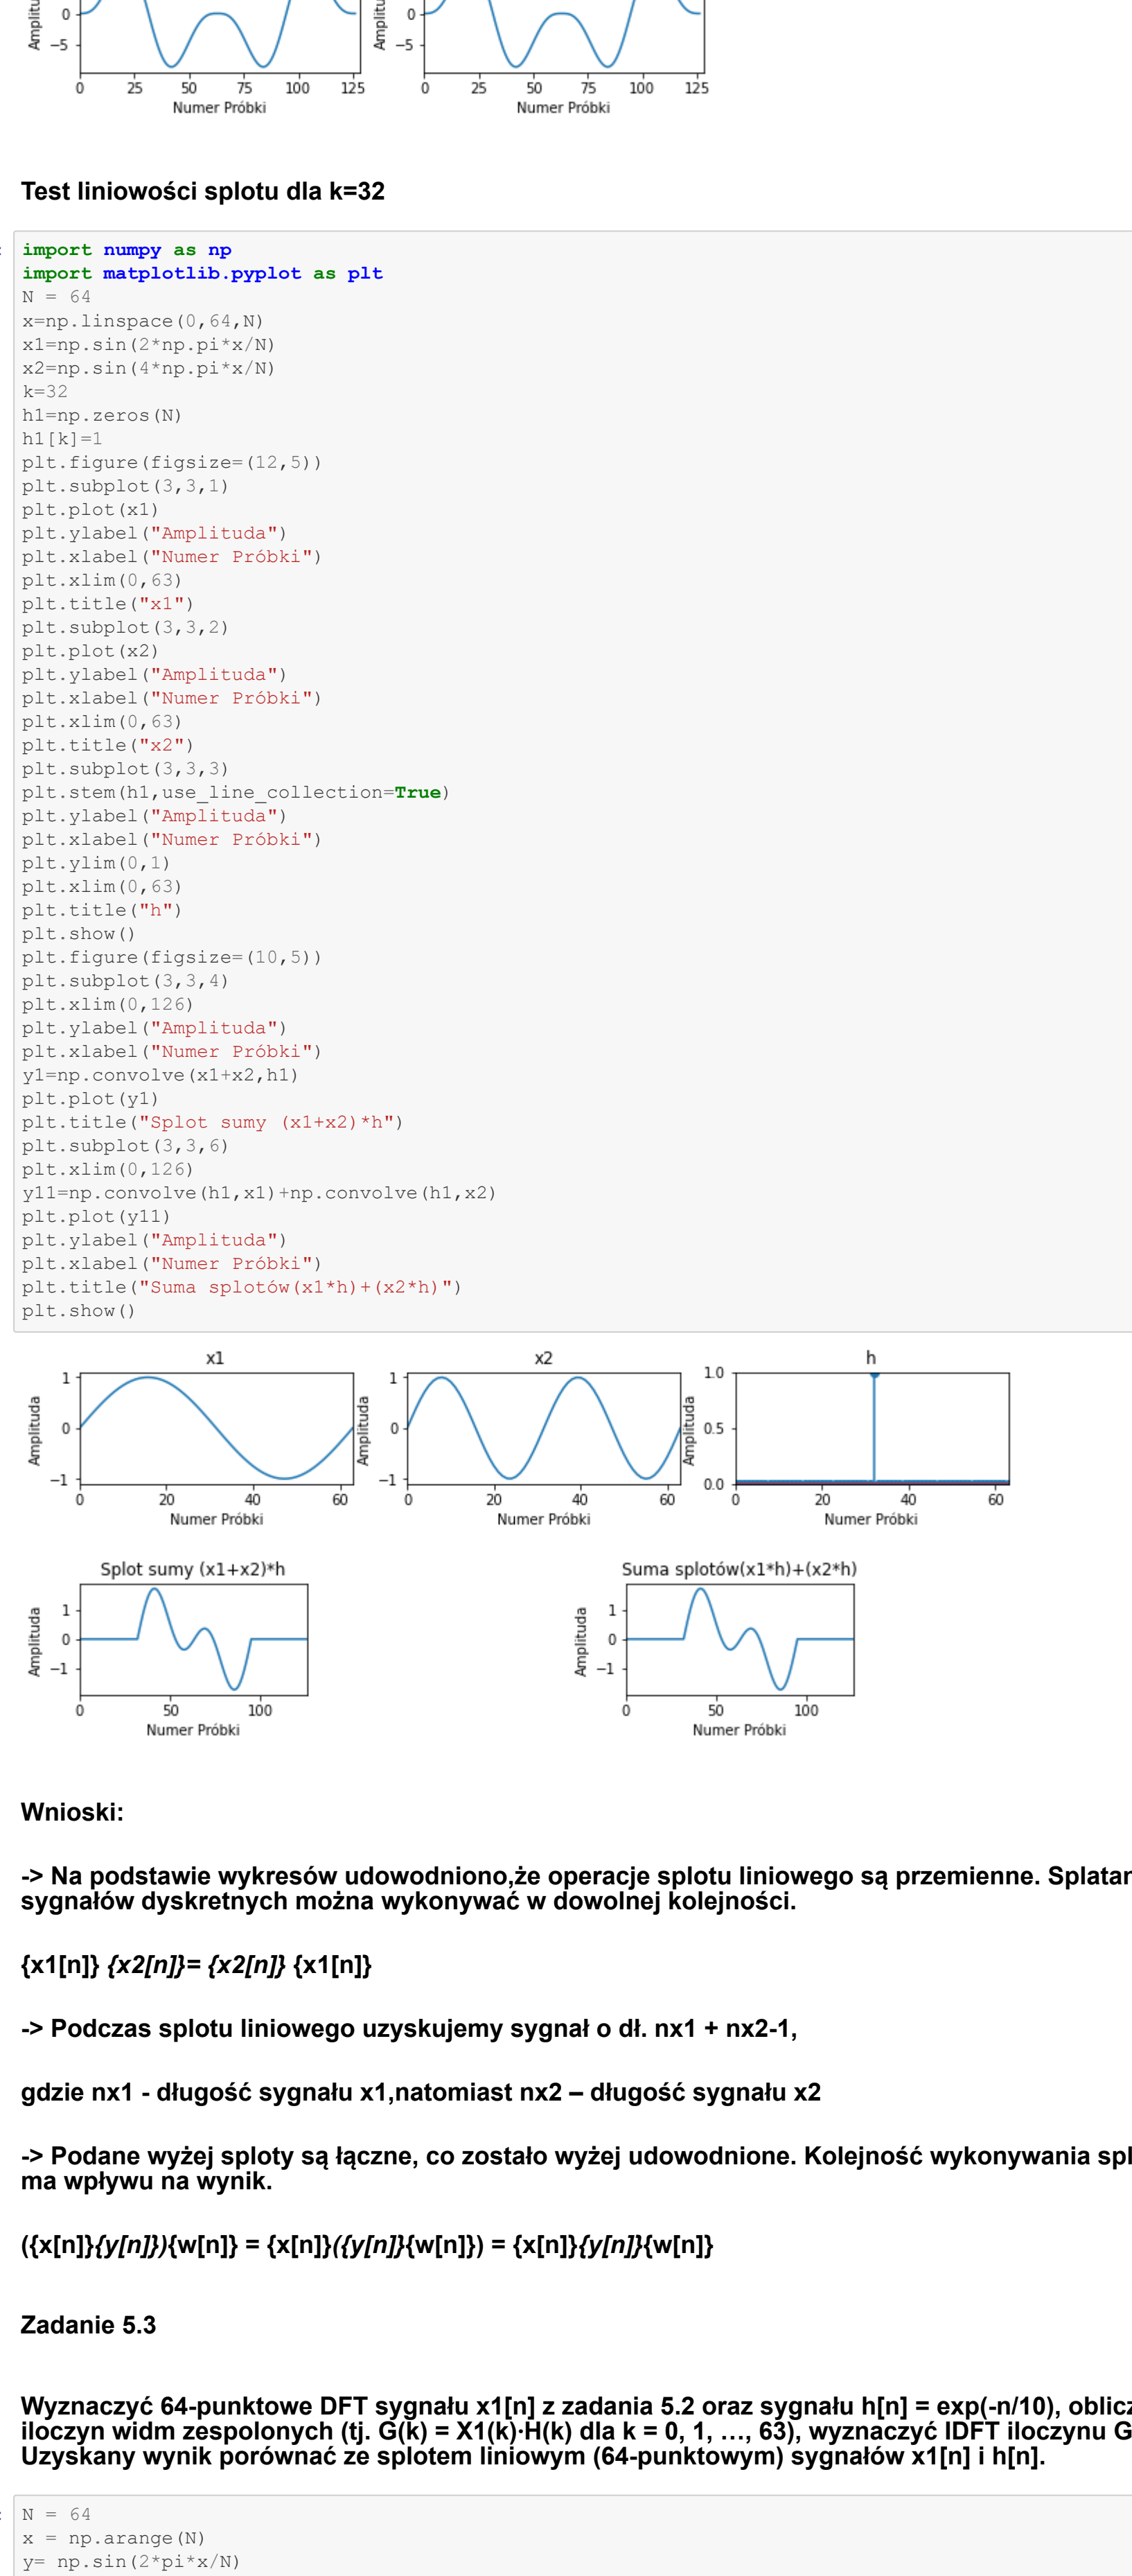 Amplitu
0
−5
0 25 50 75 100 125
Numer Próbki
Amplitu
0
−5
0 25 50 75 100 125
Numer Próbki
Test liniowości splotu dla k=32
:
import numpy as np
import matplotlib.pyplot as plt
N = 64
x=np.linspace(0,64,N)
x1=np.sin(2*np.pi*x/N)
x2=np.sin(4*np.pi*x/N)
k=32
h1=np.zeros(N)
h1[k]=1
plt.figure(figsize=(12,5))
plt.subplot(3,3,1)
plt.plot(x1)
plt.ylabel("Amplituda")
plt.xlabel("Numer Próbki")
plt.xlim(0,63)
plt.title("x1")
plt.subplot(3,3,2)
plt.plot(x2)
plt.ylabel("Amplituda")
plt.xlabel("Numer Próbki")
plt.xlim(0,63)
plt.title("x2")
plt.subplot(3,3,3)
plt.stem(h1,use_line_collection=True)
plt.ylabel("Amplituda")
plt.xlabel("Numer Próbki")
plt.ylim(0,1)
plt.xlim(0,63)
plt.title("h")
plt.show()
plt.figure(figsize=(10,5))
plt.subplot(3,3,4)
plt.xlim(0,126)
plt.ylabel("Amplituda")
plt.xlabel("Numer Próbki")
y1=np.convolve(x1+x2,h1)
plt.plot(y1)
plt.title("Splot sumy (x1+x2)*h")
plt.subplot(3,3,6)
plt.xlim(0,126)
y11=np.convolve(h1,x1)+np.convolve(h1,x2)
plt.plot(y11)
plt.ylabel("Amplituda")
plt.xlabel("Numer Próbki")
plt.title("Suma splotów(x1*h)+(x2*h)")
plt.show()
x1
Amplituda
1
0
−1
0 20 40 60
Numer Próbki
x2
Amplituda
1
0
−1
0 20 40 60
Numer Próbki
h
Amplituda
1.0
0.5
0.0
0 20 40 60
Numer Próbki
Splot sumy (x1+x2)*h
Amplituda
1
0
−1
0 50 100
Numer Próbki
Suma splotów(x1*h)+(x2*h)
Amplituda
1
0
−1
0 50 100
Numer Próbki
Wnioski:
-> Na podstawie wykresów udowodniono,że operacje splotu liniowego są przemienne. Splatan
sygnałów dyskretnych można wykonywać w dowolnej kolejności.
{x1[n]} {x2[n]}= {x2[n]} {x1[n]}
-> Podczas splotu liniowego uzyskujemy sygnał o dł. nx1 + nx2-1,
gdzie nx1 - długość sygnału x1,natomiast nx2 – długość sygnału x2
-> Podane wyżej sploty są łączne, co zostało wyżej udowodnione. Kolejność wykonywania spl
ma wpływu na wynik.
({x[n]}{y[n]}){w[n]} = {x[n]}({y[n]}{w[n]}) = {x[n]}{y[n]}{w[n]}
Zadanie 5.3
Wyznaczyć 64-punktowe DFT sygnału x1[n] z zadania 5.2 oraz sygnału h[n] = exp(-n/10), oblicz
iloczyn widm zespolonych (tj. G(k) = X1(k)·H(k) dla k = 0, 1, …, 63), wyznaczyć IDFT iloczynu G
Uzyskany wynik porównać ze splotem liniowym (64-punktowym) sygnałów x1[n] i h[n].
:
N = 64
x = np.arange(N)
y= np.sin(2*pi*x/N)